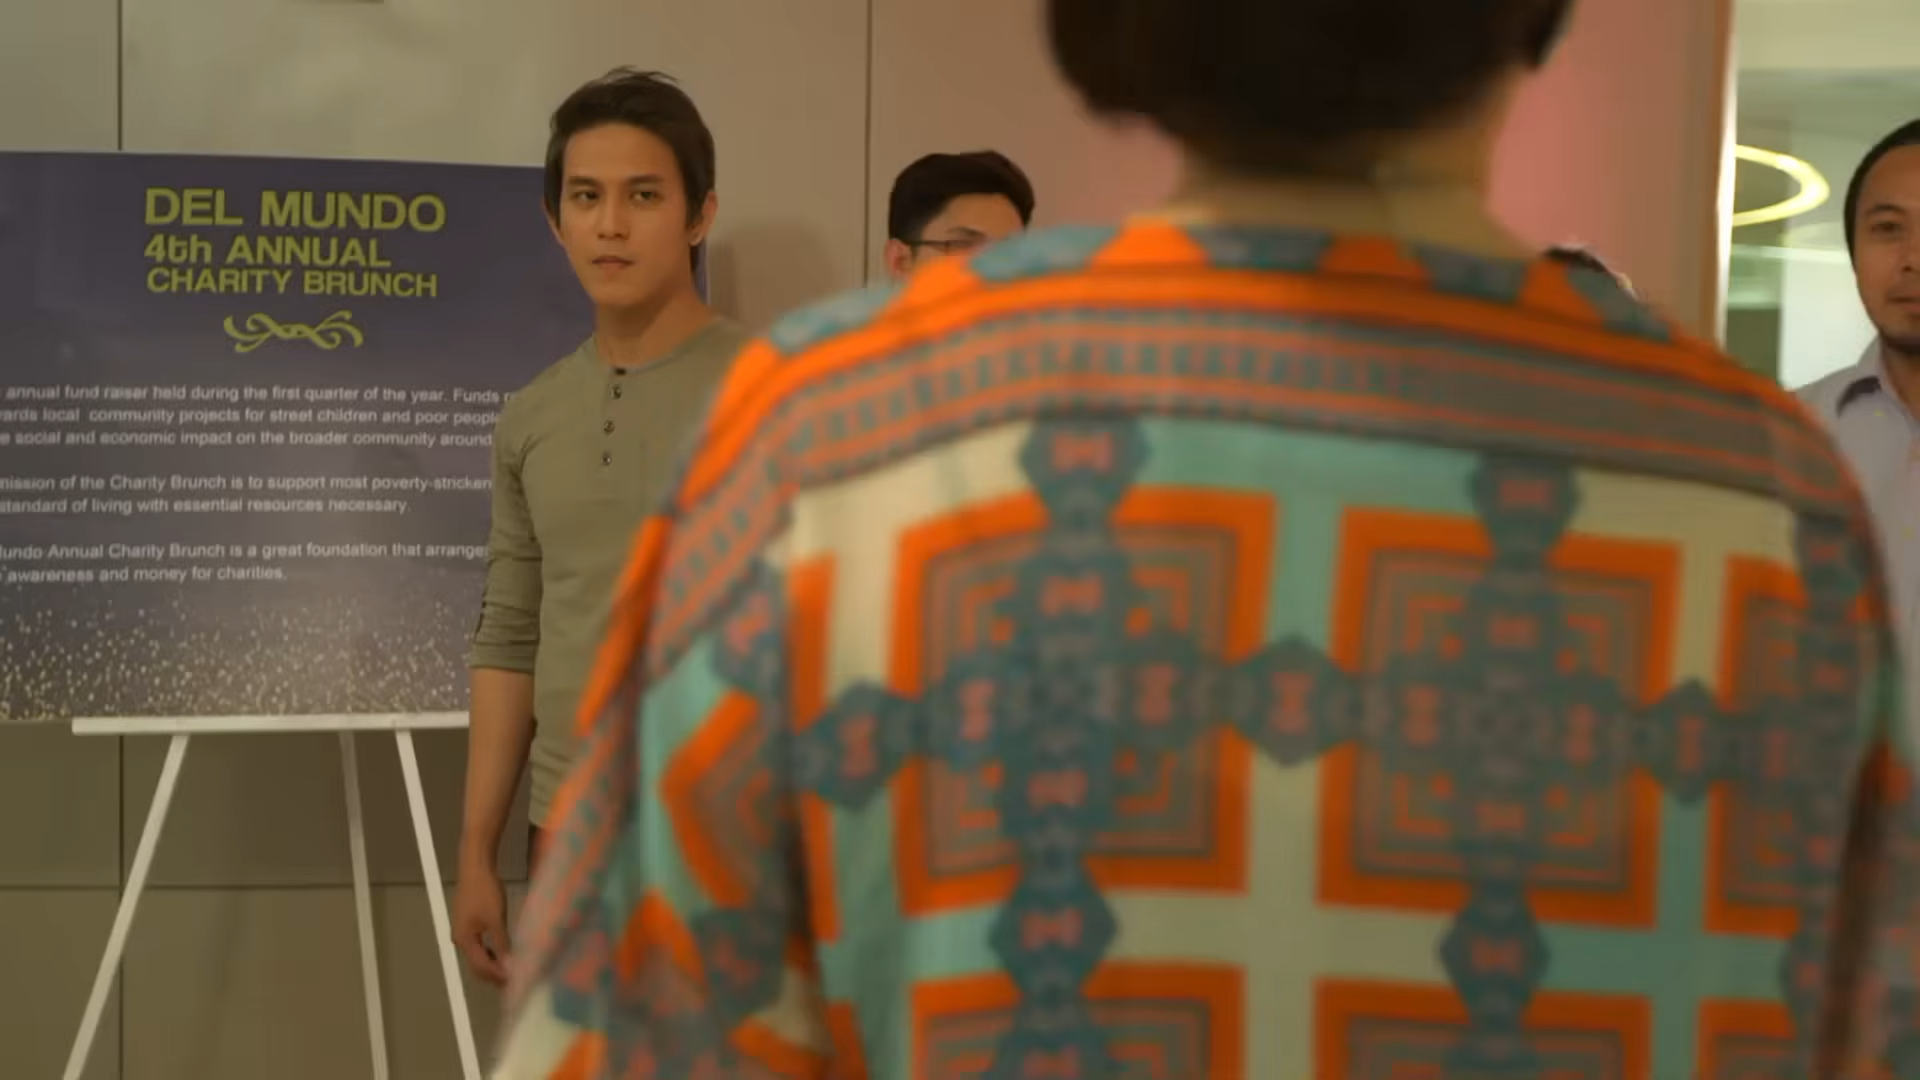 DEL MUNDO
4th ANNUAL
CHARITY BRUNCH
annual fund raiser held during the first quarter of the year. Funds
local community projects for street children and poor people
social and economic impact on the broader community around
mission of the Charity Brunch is to support most poverty-stricken
standard of living with essential resources necessary.
Annual Charity Brunch is a great foundation that
awareness and money for charities.